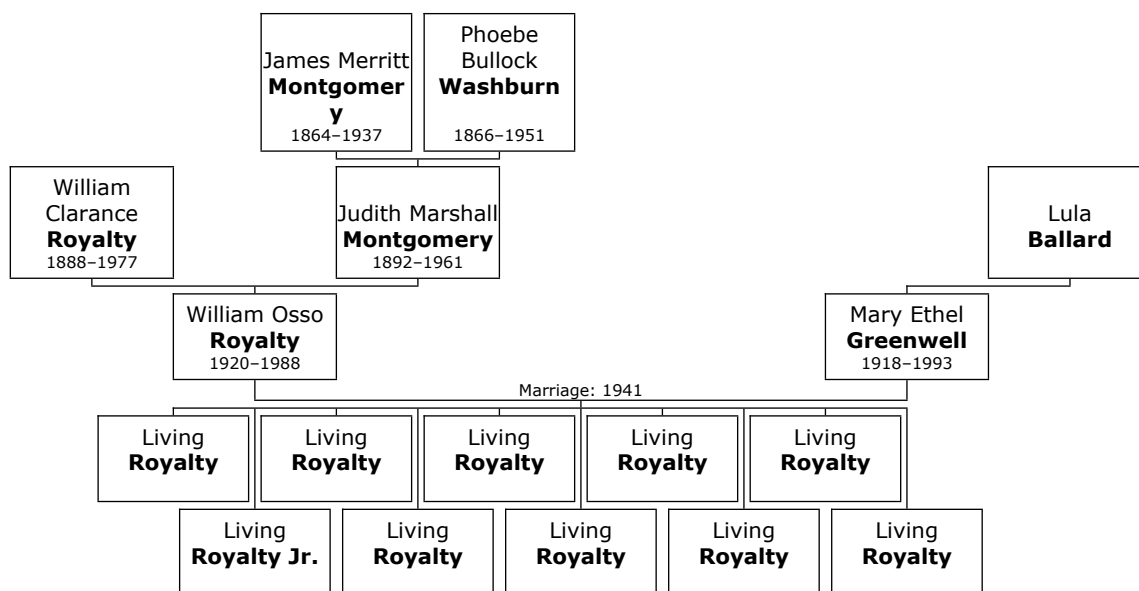 James Merritt
Montgomer
y
1864–1937
Phoebe
Bullock
Washburn
1866–1951
William
Clarance
Royalty
1888–1977
Judith Marshall
Montgomery
1892–1961
Lula
Ballard
William Osso
Royalty
1920–1988
Mary Ethel
Greenwell
1918–1993
Marriage: 1941
Living
Royalty
Living
Royalty
Living
Royalty
Living
Royalty
Living
Royalty
Living
Royalty Jr.
Living
Royalty
Living
Royalty
Living
Royalty
Living
Royalty